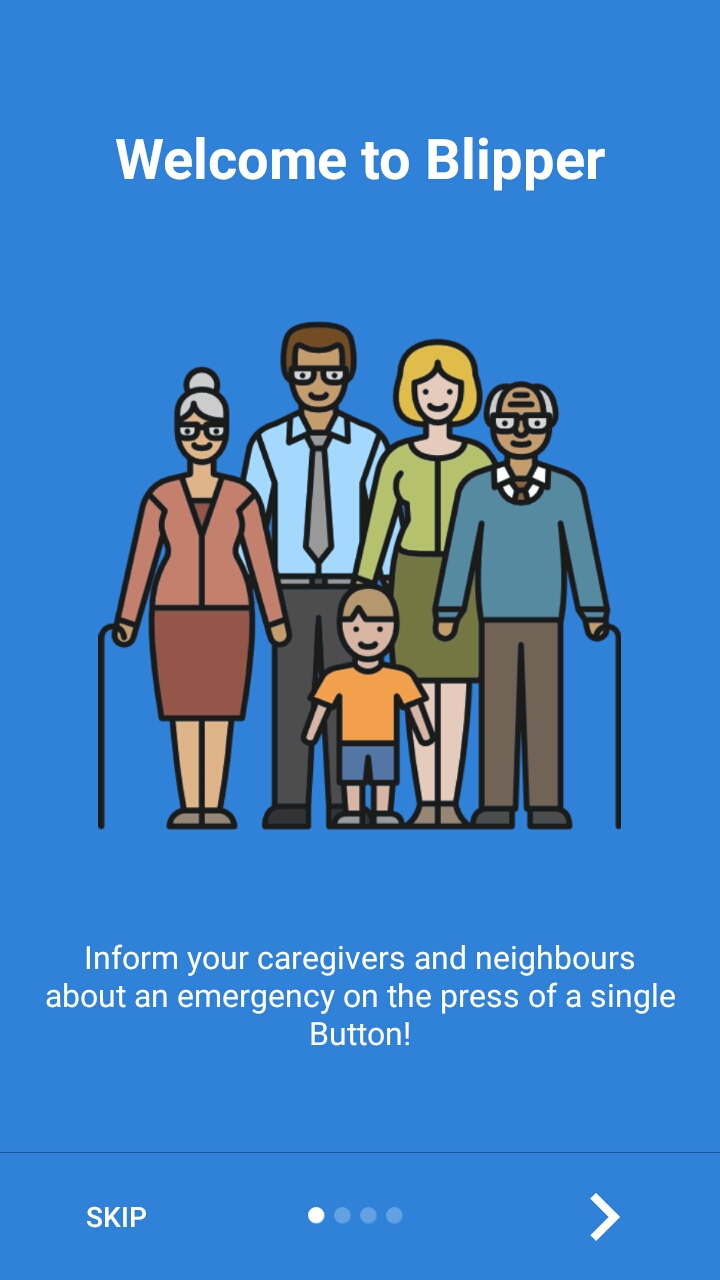 Welcome to Blipper
Inform your caregivers and neighbours
about an emergency on the press of a single
Button!
SKIP